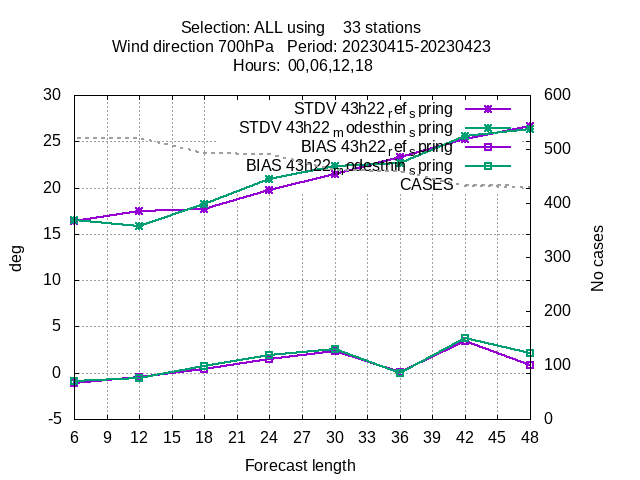 Selection: ALL using 33 stations
Wind direction 700hPa Period: 20230415-20230423
Hours: 00,06,12,18
30 600
STDV 43h22_ref_spring
STDV 43h22_modesthin_spring
25 500
BIAS 43h22_ref_spring
BIAS 43h22_modesthin_spring
CASES
20 400
15 300
deg No cases
10 200
5 100
0
-5 0
6 9 12 15 18 21 24 27 30 33 36 39 42 45 48
Forecast length